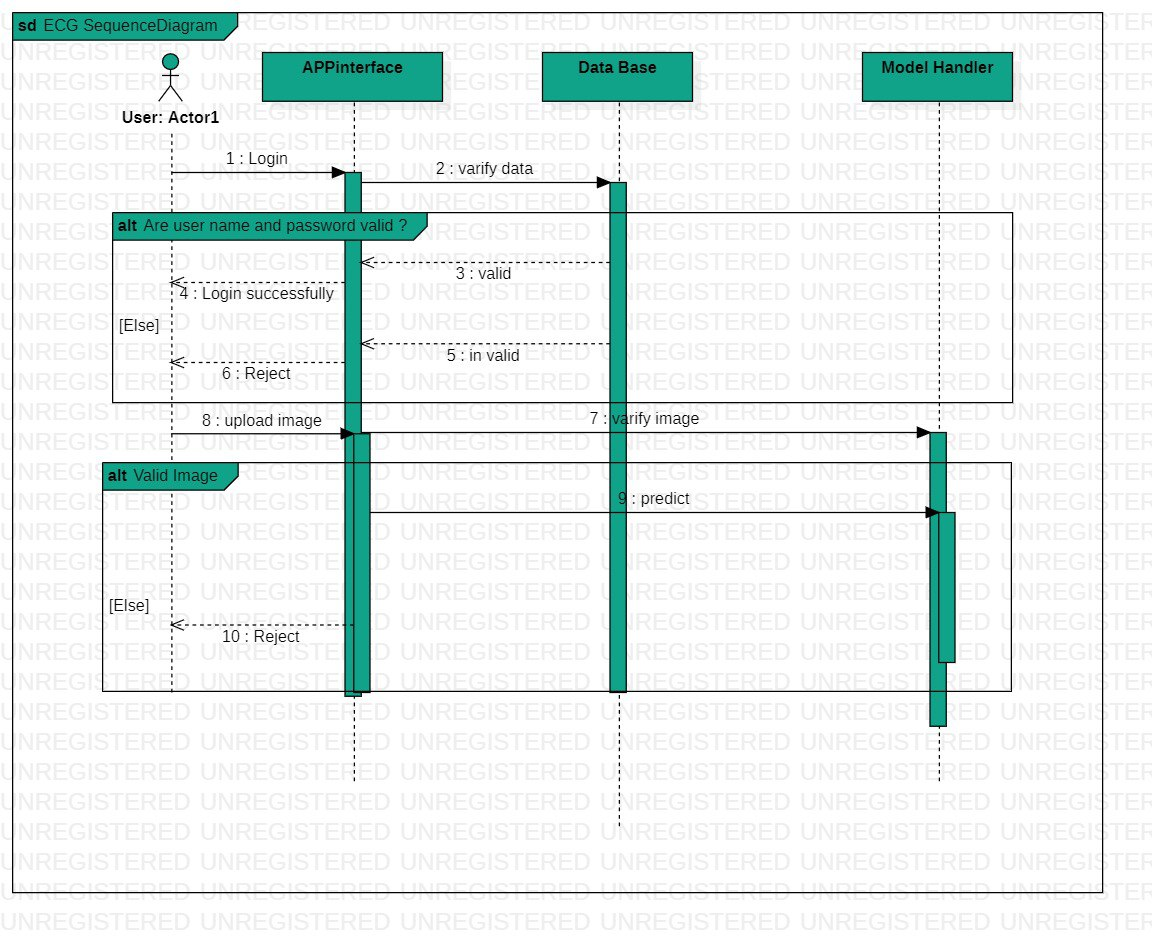 sd ECG SequenceDiagram
APPinterface
Data Base
Model Handler
User: Actor1
1 : Login
2 : varify data
alt Are user name and password valid ?
3 : valid
4 : Login successfully
[Else]
5 : in valid
6 : Reject
8 : upload image
7 : varify image
alt Valid Image
9 : predict
[Else]
10 : Reject
UNREGISTERED